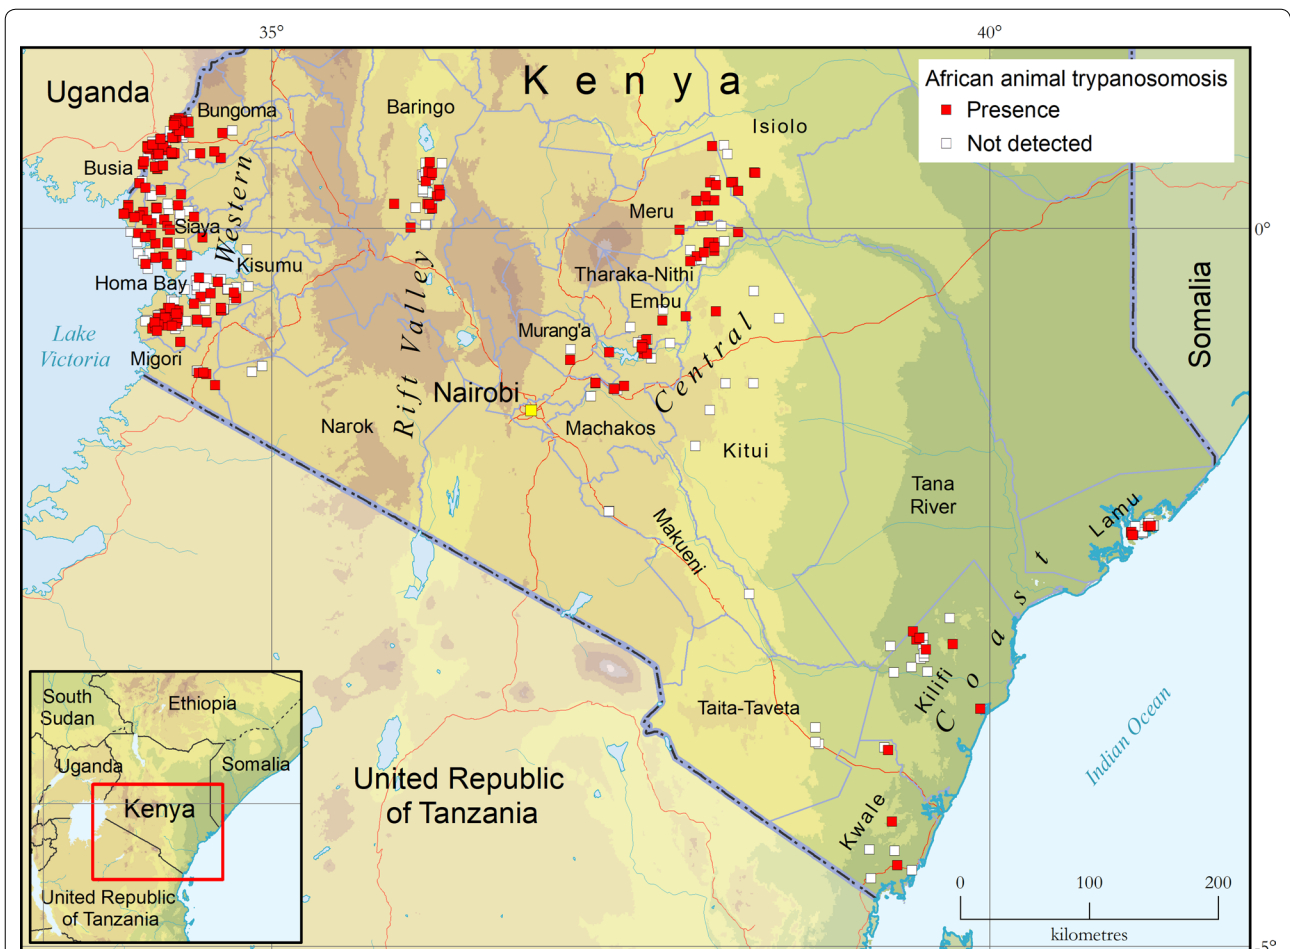 35°
40°
Uganda
Kenya
African animal trypanosomosis
Presence
Not detected
Bungoma
Baringo
Isiolo
Busia
Western
Meru
Siaya
0°
Kisumu
Tharaka-Nithi
Homa Bay
Embu
Somalia
Rift Valley
Murang'a
Lake
Victoria
Central
Migori
Nairobi
Narok
Machakos
Kitui
Tana
River
Lamu
Makueni
Coast
Kilifi
Taita-Taveta
Indian Ocean
United Republic
of Tanzania
Kwale
South
Sudan
Ethiopia
Uganda
Somalia
Kenya
United Republic
of Tanzania
0
100
200
kilometres
-5°